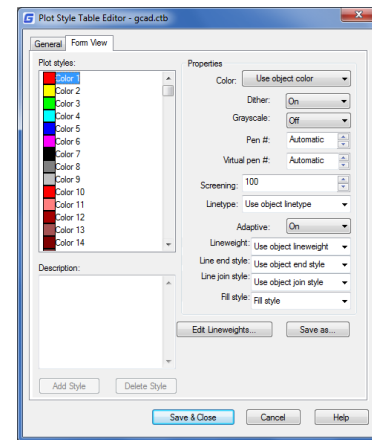 Plot Style Table Editor - gcad.ctb
General Form View
Plot styles:
Color 1
Color 2
Color 3
Color 4
Color 5
Color 6
Color 7
Color 8
Color 9
Color 10
Color 11
Color 12
Color 13
Color 14
Description:
Add Style Delete Style
Properties
Color: Use object color
Dither: On
Grayscale: Off
Pen #: Automatic
Virtual pen #: Automatic
Screening: 100
Linetype: Use object linetype
Adaptive: On
Lineweight: Use object lineweight
Line end style: Use object end style
Line join style: Use object join style
Fill style: Fill style
Edit Lineweights... Save as...
Save & Close Cancel Help